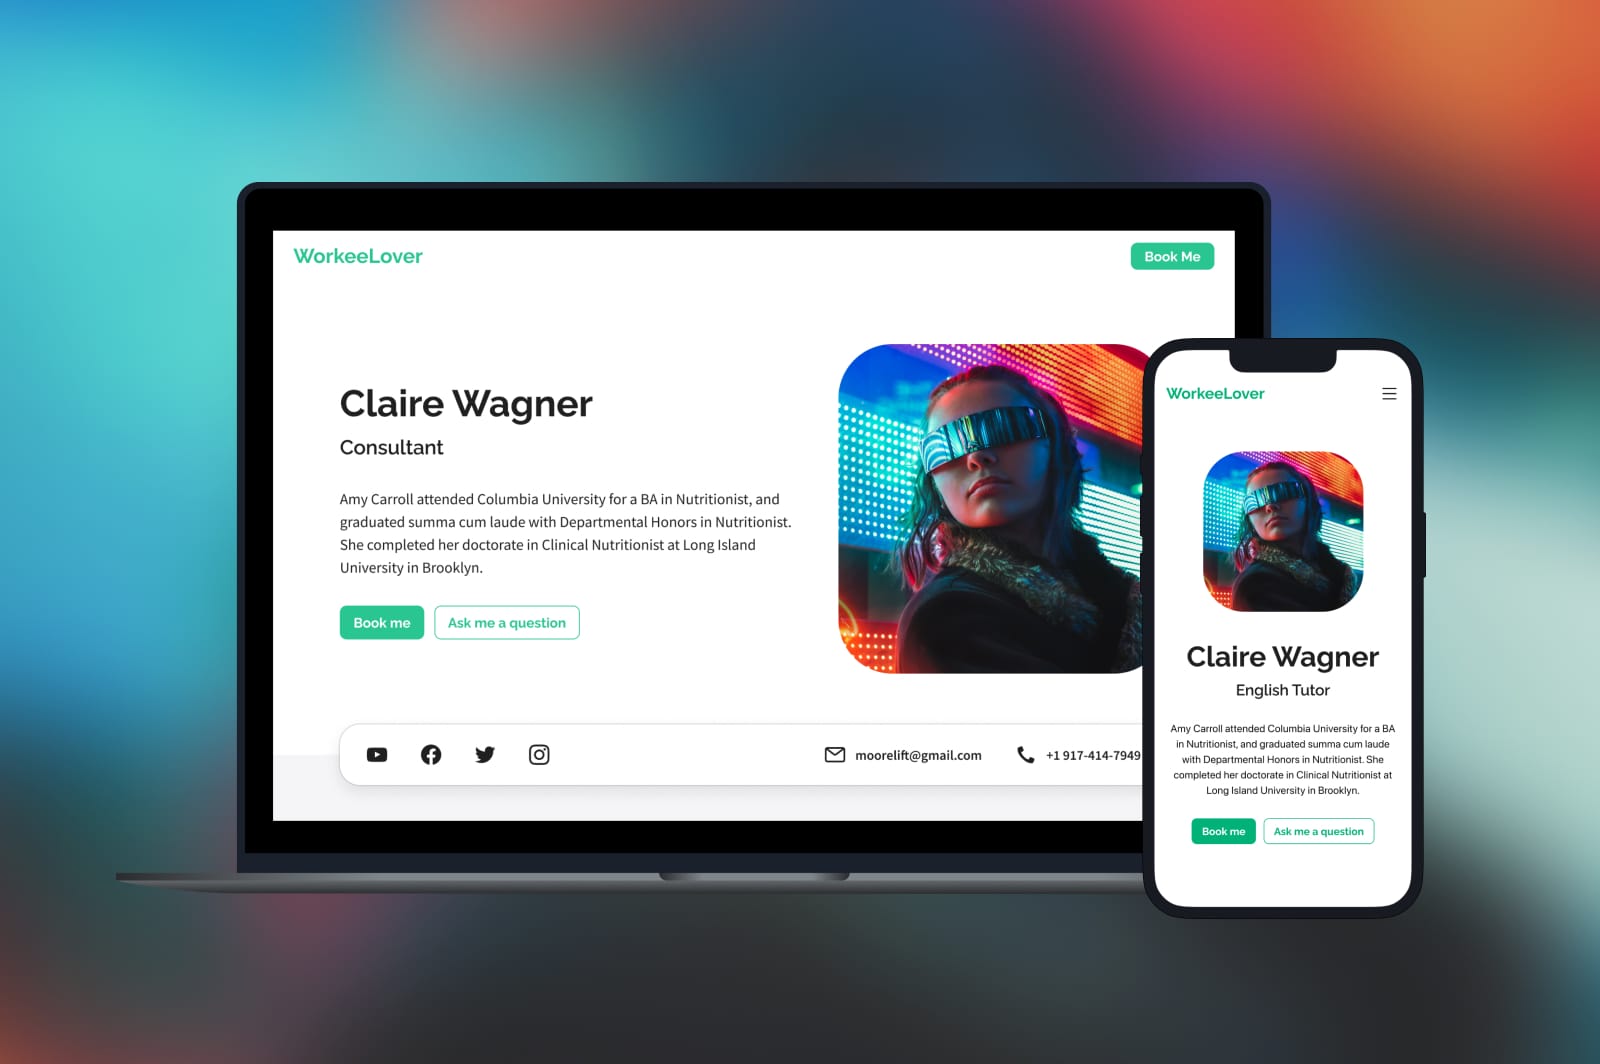 WorkeeLover
Book Me
Claire Wagner
Consultant
Amy Carroll attended Columbia University for a BA in Nutritionist, and
graduated summa cum laude with Departmental Honors in Nutritionist.
She completed her doctorate in Clinical Nutritionist at Long Island
University in Brooklyn.
Book me
Ask me a question
moorelift@gmail.com
+1 917-414-7949
WorkeeLover
Claire Wagner
English Tutor
Amy Carroll attended Columbia University for a BA
in Nutritionist, and graduated summa cum laude
with Departmental Honors in Nutritionist. She
completed her doctorate in Clinical Nutritionist at
Long Island University in Brooklyn.
Book me
Ask me a question